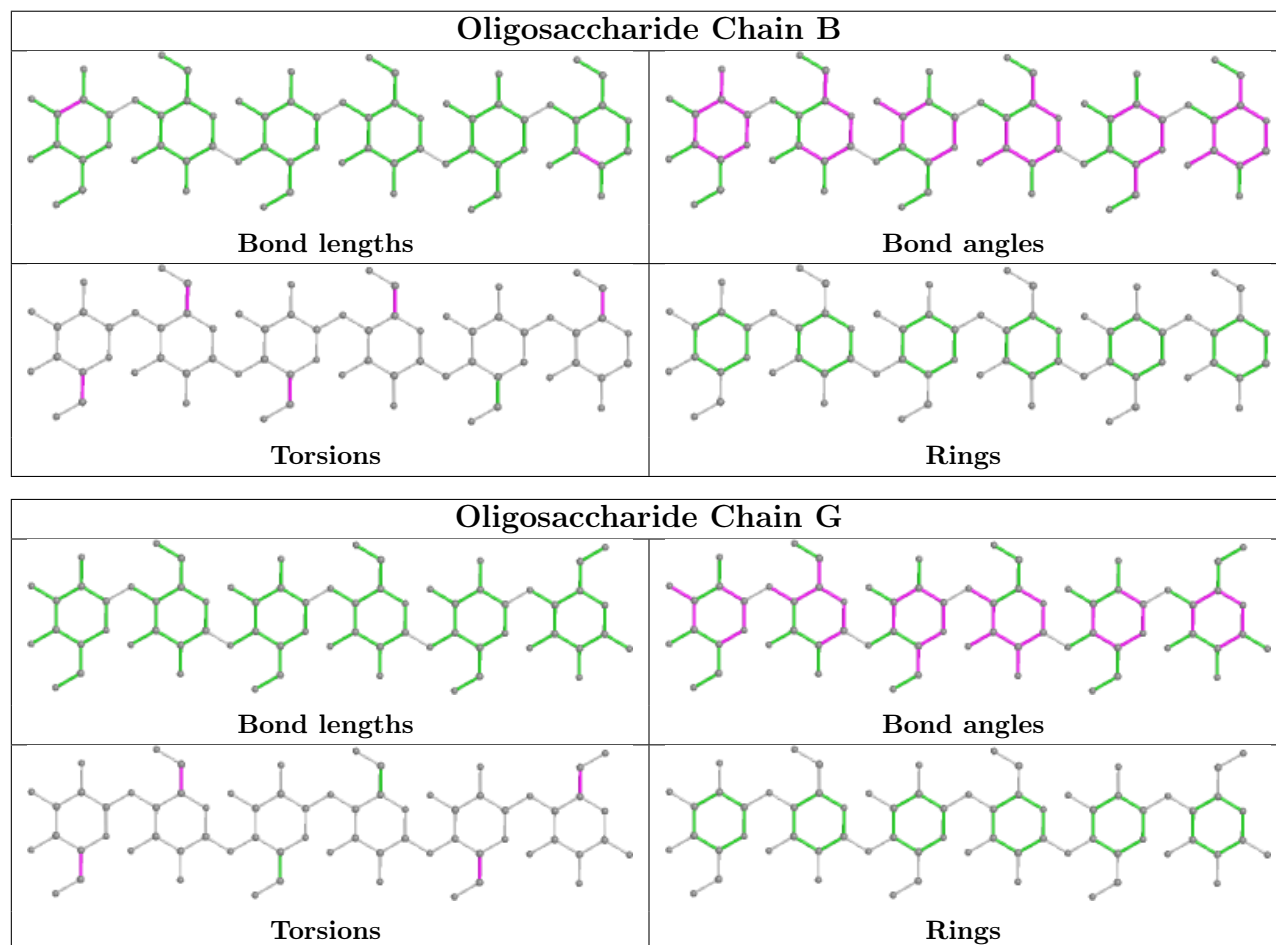 Oligosaccharide Chain B
Bond lengths
Bond angles
Torsions
Rings
Oligosaccharide Chain G
Bond lengths
Bond angles
Torsions
Rings